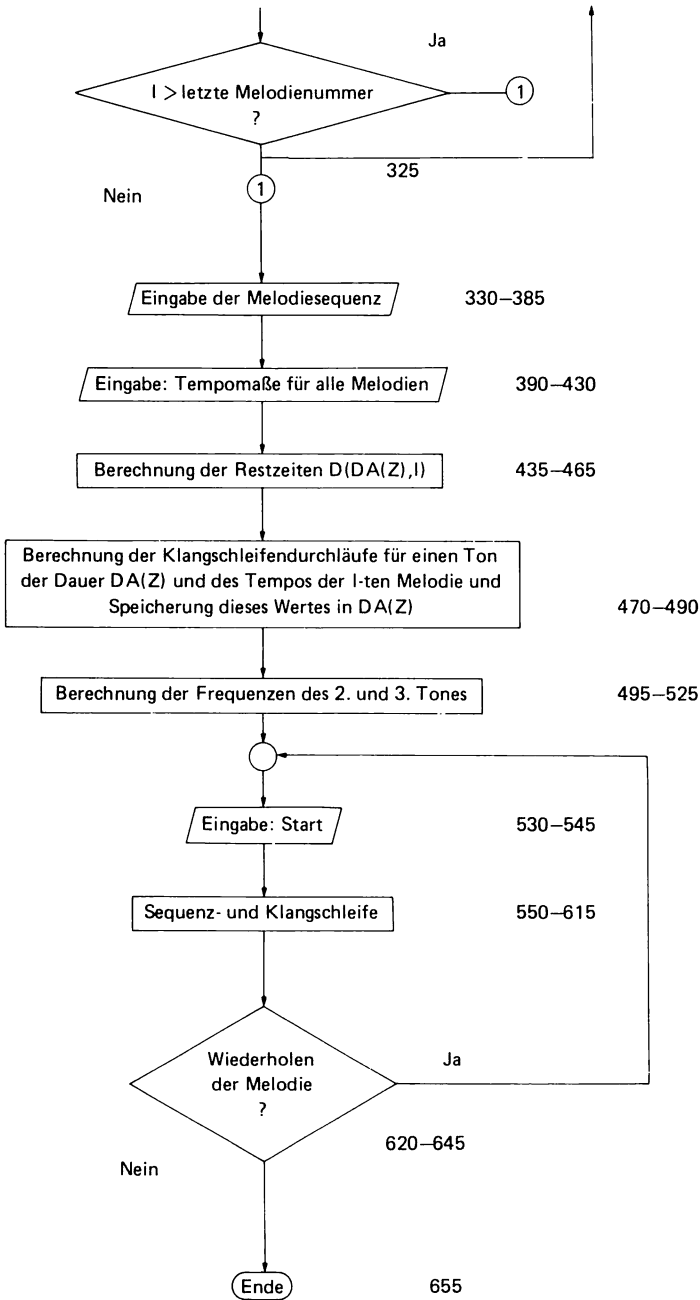 Ja
I > letzte Melodienummer
?
1
325
1
Nein
Eingabe der Melodiesequenz
330–385
Eingabe: Tempomaße für alle Melodien
390–430
Berechnung der Restzeiten D(DA(Z),I)
435–465
Berechnung der Klangschleifendurchläufe für einen Ton
der Dauer DA(Z) und des Tempos der I-ten Melodie und
Speicherung dieses Wertes in DA(Z)
470–490
Berechnung der Frequenzen des 2. und 3. Tones
495–525
Eingabe: Start
530–545
Sequenz- und Klangschleife
550–615
Wiederholen
der Melodie
?
Ja
620–645
Nein
Ende
655